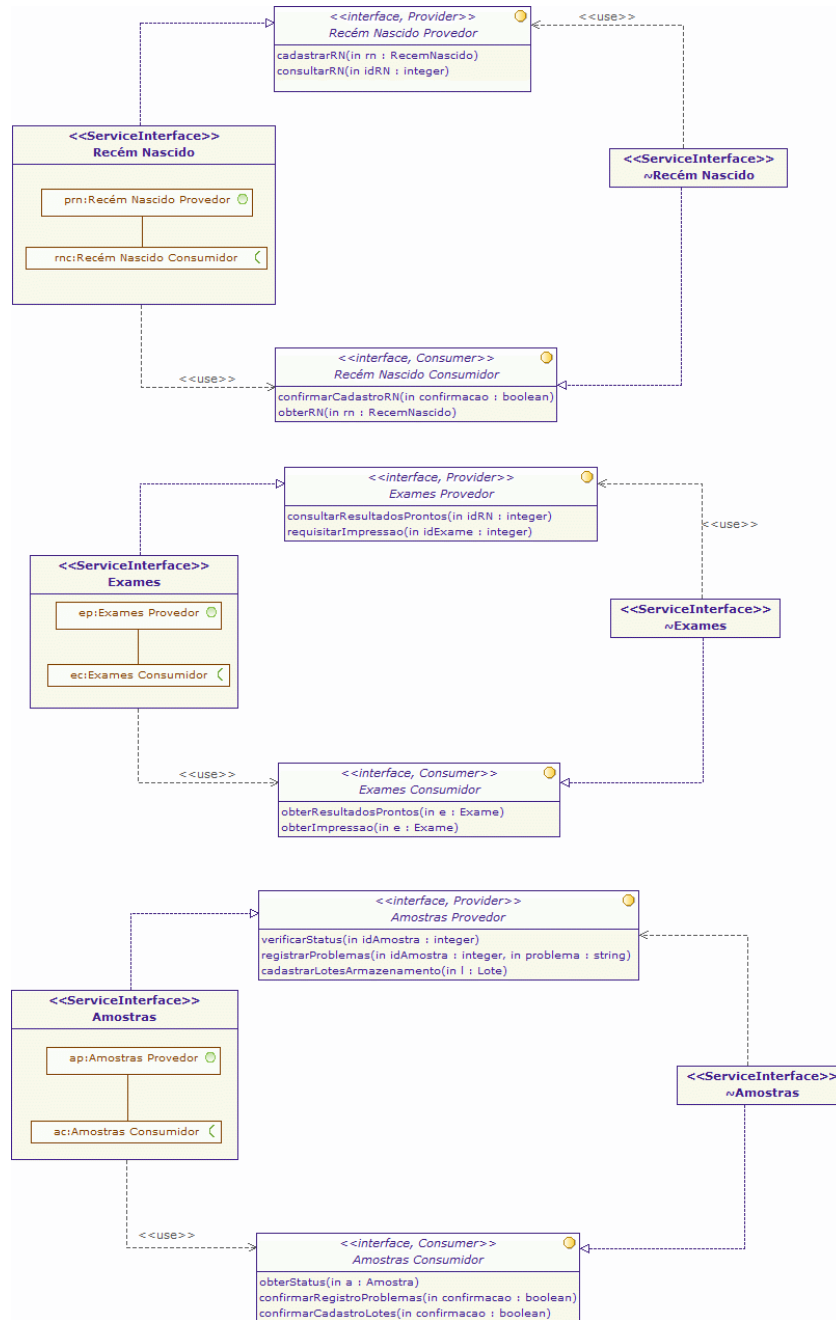 <<interface, Provider>>
Recém Nascido Provedor
cadastrarRN(in rn : RecemNascido)
consultarRN(in idRN : integer)
<<use>>
<<ServiceInterface>>
Recém Nascido
prn:Recém Nascido Provedor
rnc:Recém Nascido Consumidor
<<ServiceInterface>>
~Recém Nascido
<<use>>
<<interface, Consumer>>
Recém Nascido Consumidor
confirmarCadastroRN(in confirmacao : boolean)
obterRN(in rn : RecemNascido)
<<interface, Provider>>
Exames Provedor
consultarResultadosProntos(in idRN : integer)
requisitarImpressao(in idExame : integer)
<<use>>
<<ServiceInterface>>
Exames
ep:Exames Provedor
ec:Exames Consumidor
<<ServiceInterface>>
~Exames
<<use>>
<<interface, Consumer>>
Exames Consumidor
obterResultadosProntos(in e : Exame)
obterImpressao(in e : Exame)
<<interface, Provider>>
Amostras Provedor
verificarStatus(in idAmostra : integer)
registrarProblemas(in idAmostra : integer, in problema : string)
cadastrarLotesArmazenamento(in l : Lote)
<<ServiceInterface>>
Amostras
ap:Amostras Provedor
ac:Amostras Consumidor
<<ServiceInterface>>
~Amostras
<<use>>
<<interface, Consumer>>
Amostras Consumidor
obterStatus(in a : Amostra)
confirmarRegistroProblemas(in confirmacao : boolean)
confirmarCadastroLotes(in confirmacao : boolean)